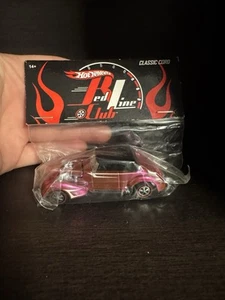 14+
CLASSIC CORD
Hot Wheels
Red Line
Club